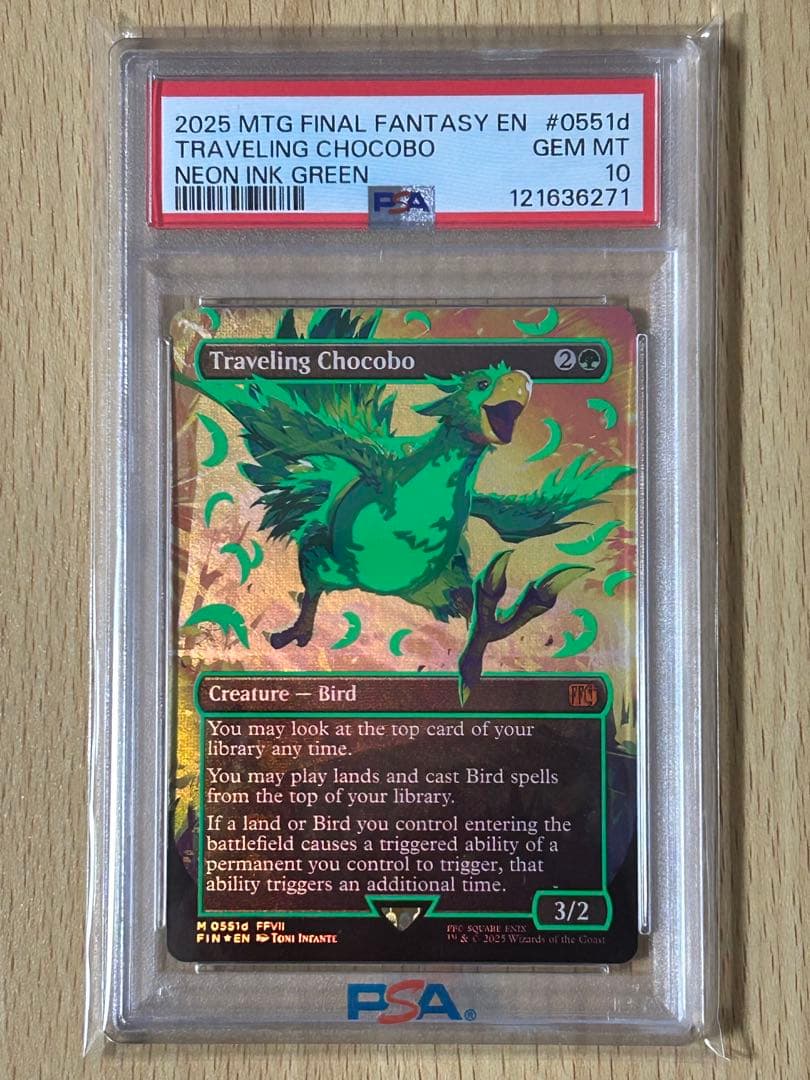 2025 MTG FINAL FANTASY EN #0551d
TRAVELING CHOCOBO GEM MT
NEON INK GREEN 10
PSA 121636271
Traveling Chocobo 2
Creature — Bird
You may look at the top card of your
library any time.
You may play lands and cast Bird spells
from the top of your library.
If a land or Bird you control entering the
battlefield causes a triggered ability of a
permanent you control to trigger, that
ability triggers an additional time.
3/2
M 0551d FFVII
FIN★EN Toni Infante
™ & © 2025 Wizards of the Coast
PSA®